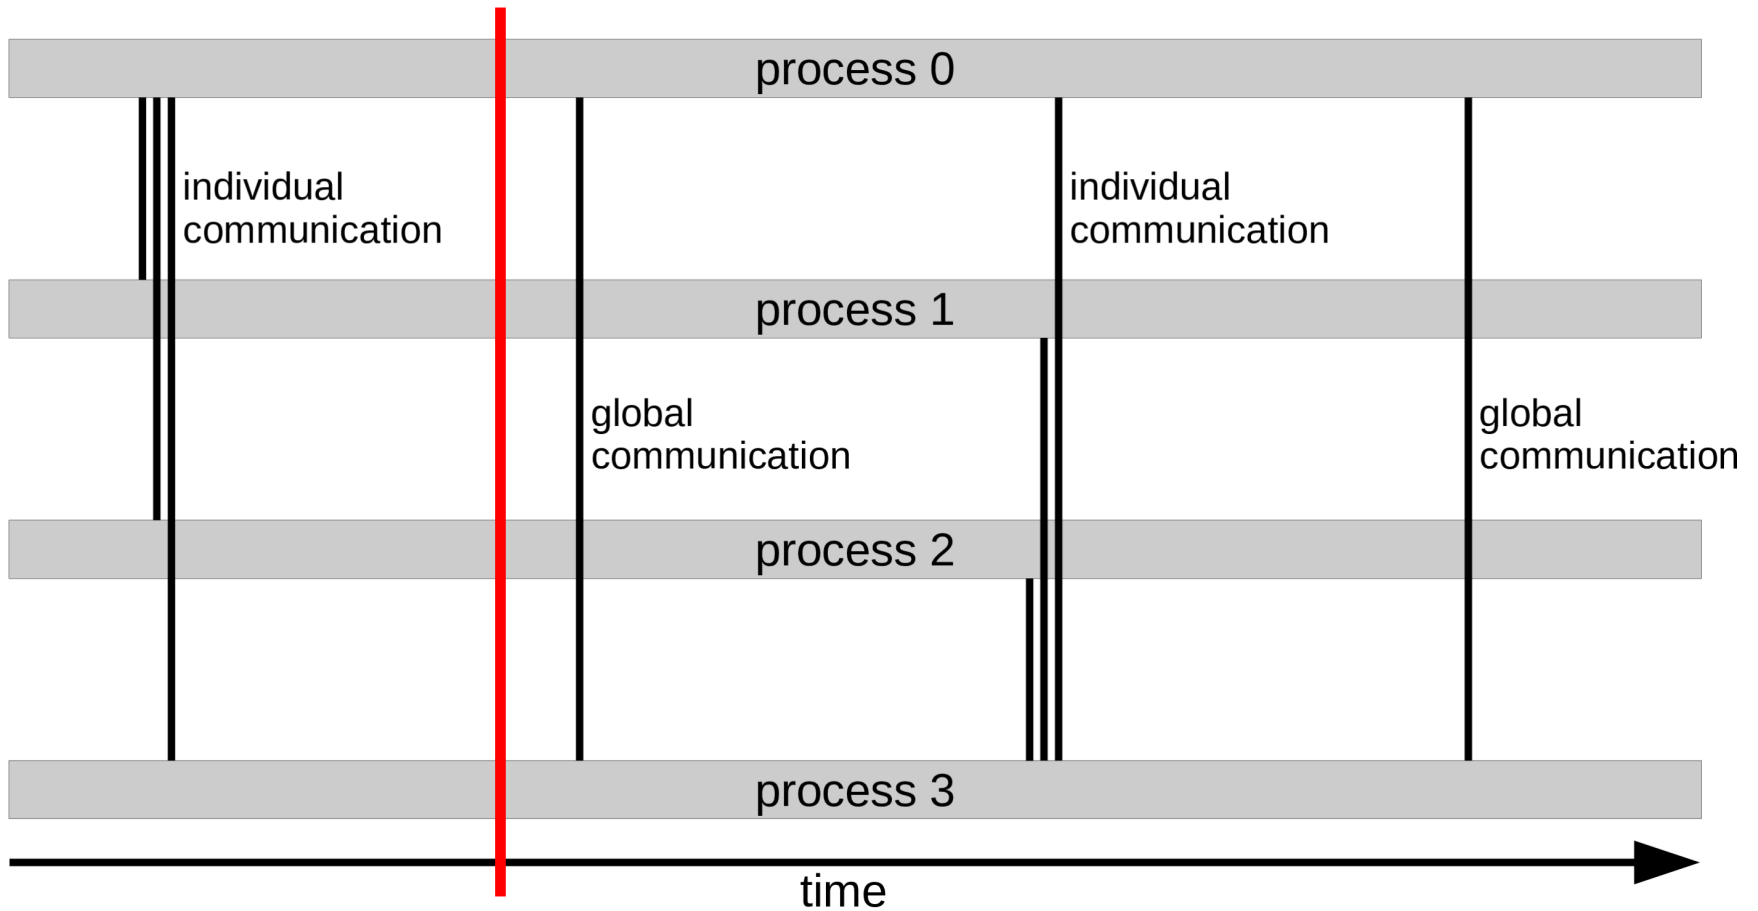 process 0
individual
communication
individual
communication
process 1
global
communication
global
communication
process 2
process 3
time